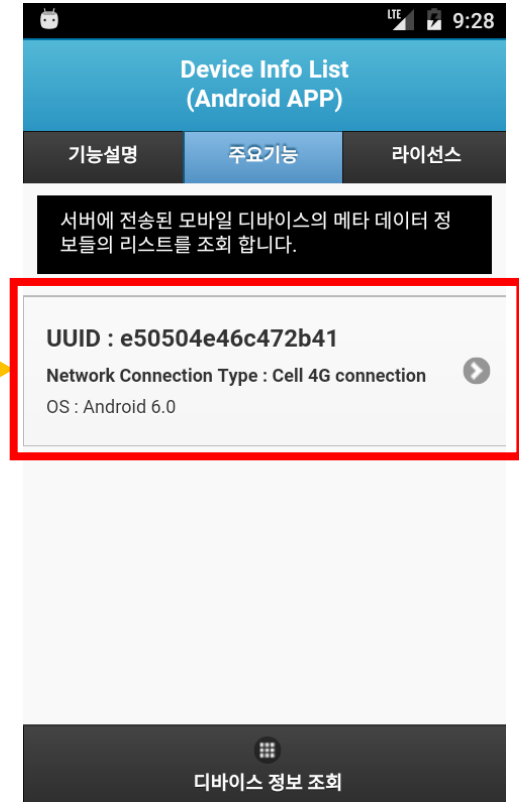 LTE 9:28
Device Info List
(Android APP)
기능설명 주요기능 라이선스
서버에 전송된 모바일 디바이스의 메타 데이터 정
보들의 리스트를 조회 합니다.
UUID : e50504e46c472b41
Network Connection Type : Cell 4G connection
OS : Android 6.0
디바이스 정보 조회